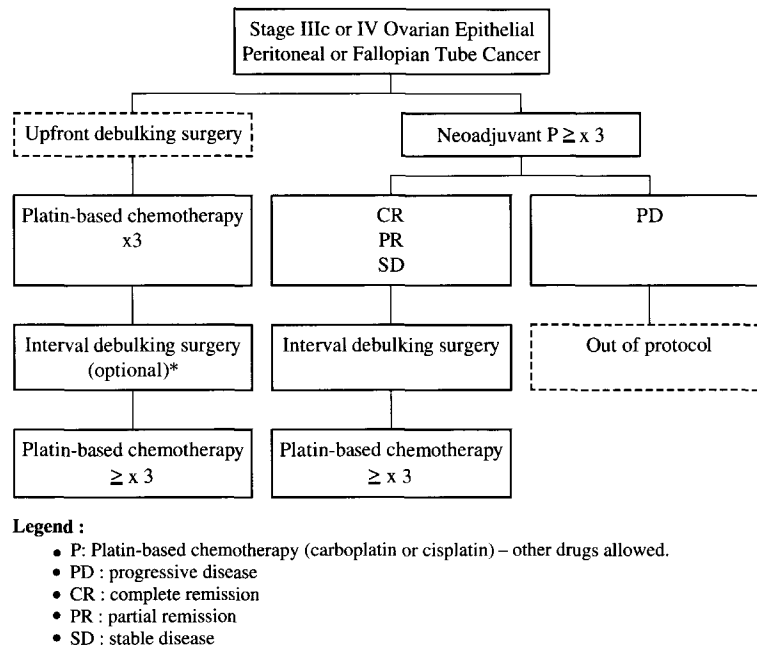 Stage IIIc or IV Ovarian Epithelial
Peritoneal or Fallopian Tube Cancer
Upfront debulking surgery
Neoadjuvant P ≥ x 3
Platin-based chemotherapy
x3
CR
PR
SD
PD
Interval debulking surgery
(optional)*
Interval debulking surgery
Out of protocol
Platin-based chemotherapy
≥ x 3
Platin-based chemotherapy
≥ x 3
Legend :
• P: Platin-based chemotherapy (carboplatin or cisplatin) – other drugs allowed.
• PD : progressive disease
• CR : complete remission
• PR : partial remission
• SD : stable disease